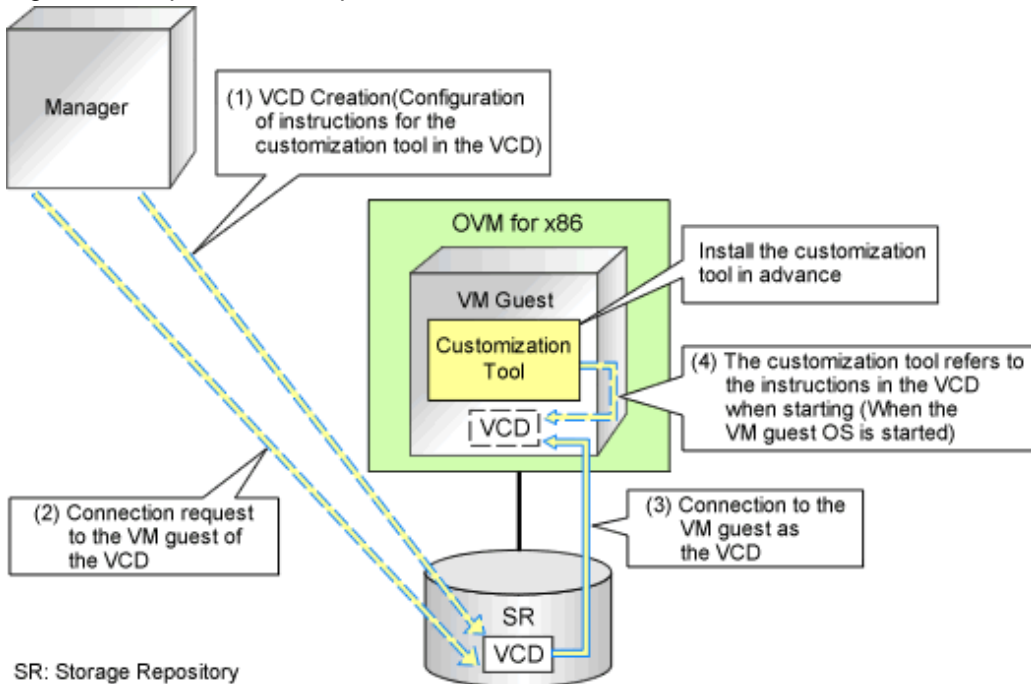 Manager
(1) VCD Creation(Configuration
of instructions for the
customization tool in the VCD)
OVM for x86
Install the customization
tool in advance
VM Guest
Customization
Tool
(4) The customization tool refers to
the instructions in the VCD
when starting (When the
VM guest OS is started)
VCD
(2) Connection request
to the VM guest of
the VCD
(3) Connection to the
VM guest as
the VCD
SR
VCD
SR: Storage Repository